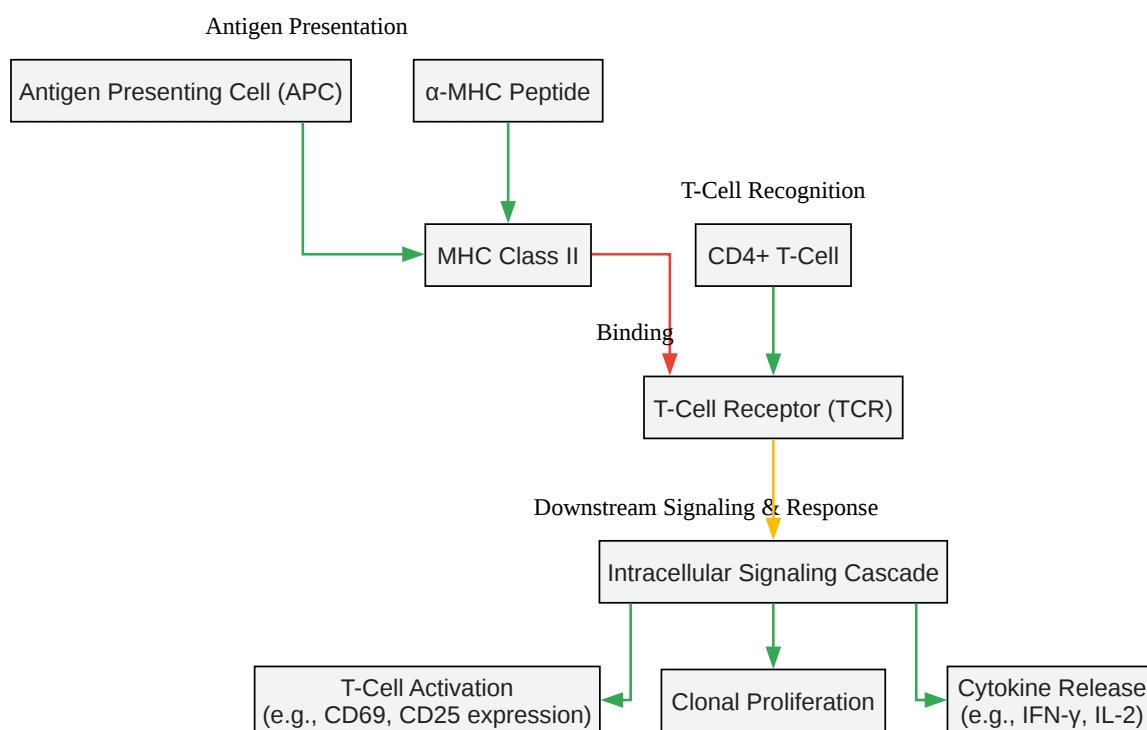 Antigen Presentation
Antigen Presenting Cell (APC)
α-MHC Peptide
T-Cell Recognition
MHC Class II
CD4+ T-Cell
Binding
T-Cell Receptor (TCR)
Downstream Signaling & Response
Intracellular Signaling Cascade
T-Cell Activation
(e.g., CD69, CD25 expression)
Clonal Proliferation
Cytokine Release
(e.g., IFN-γ, IL-2)